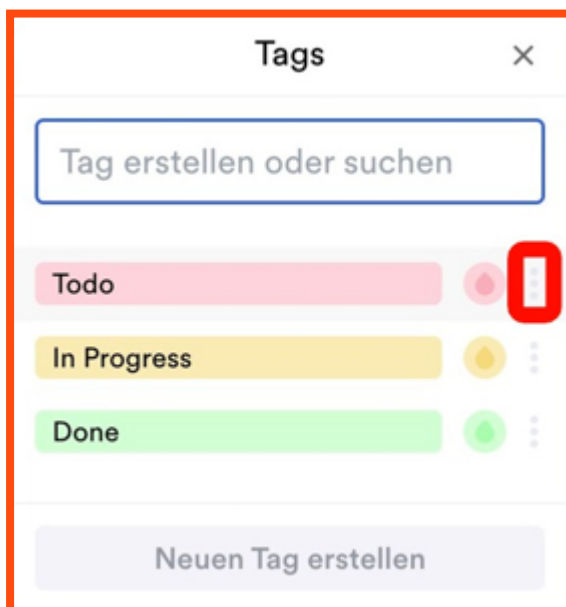 Tags
Tag erstellen oder suchen
Todo
In Progress
Done
Neuen Tag erstellen